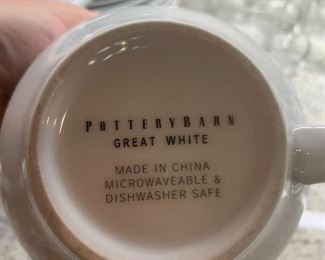 POTTERYBARN
GREAT WHITE
MADE IN CHINA
MICROWAVEABLE &
DISHWASHER SAFE